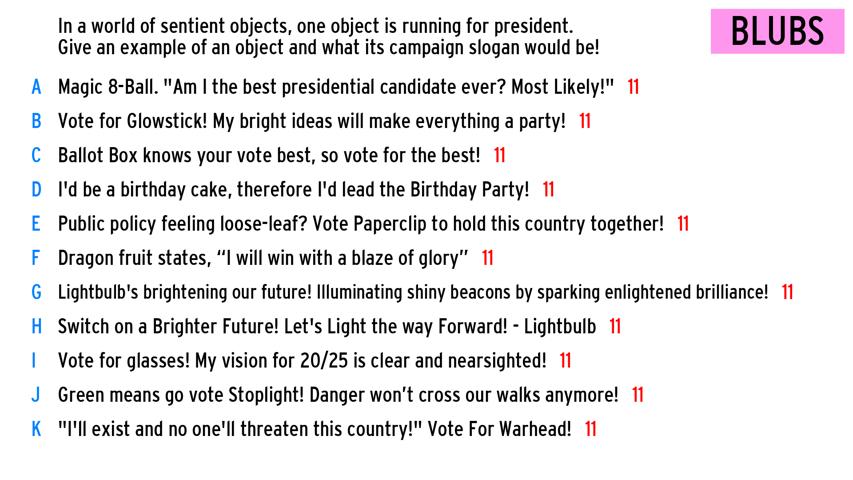 In a world of sentient objects, one object is running for president.
Give an example of an object and what its campaign slogan would be!
BLUBS
A Magic 8-Ball. "Am I the best presidential candidate ever? Most Likely!" 11
B Vote for Glowstick! My bright ideas will make everything a party! 11
C Ballot Box knows your vote best, so vote for the best! 11
D I'd be a birthday cake, therefore I'd lead the Birthday Party! 11
E Public policy feeling loose-leaf? Vote Paperclip to hold this country together! 11
F Dragon fruit states, “I will win with a blaze of glory” 11
G Lightbulb's brightening our future! Illuminating shiny beacons by sparking enlightened brilliance! 11
H Switch on a Brighter Future! Let's Light the way Forward! - Lightbulb 11
I Vote for glasses! My vision for 20/25 is clear and nearsighted! 11
J Green means go vote Stoplight! Danger won’t cross our walks anymore! 11
K "I'll exist and no one'll threaten this country!" Vote For Warhead! 11